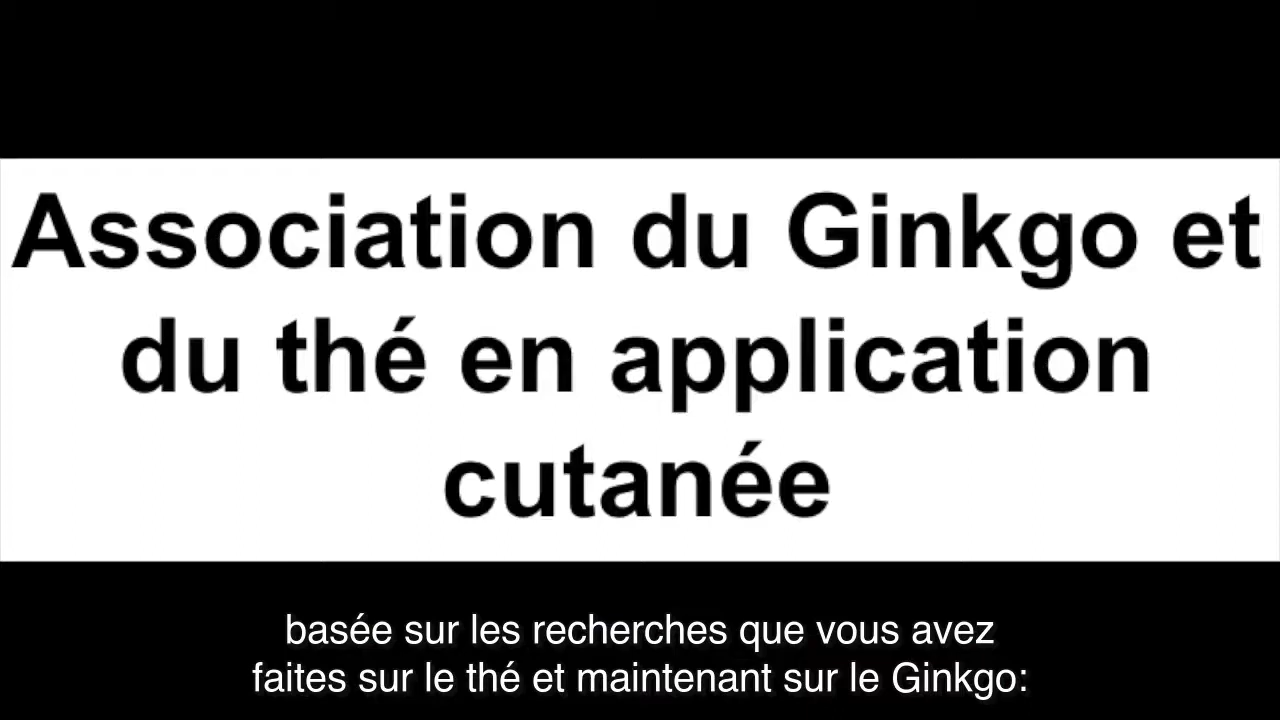 Association du Ginkgo et
du thé en application
cutanée
basée sur les recherches que vous avez
faites sur le thé et maintenant sur le Ginkgo: